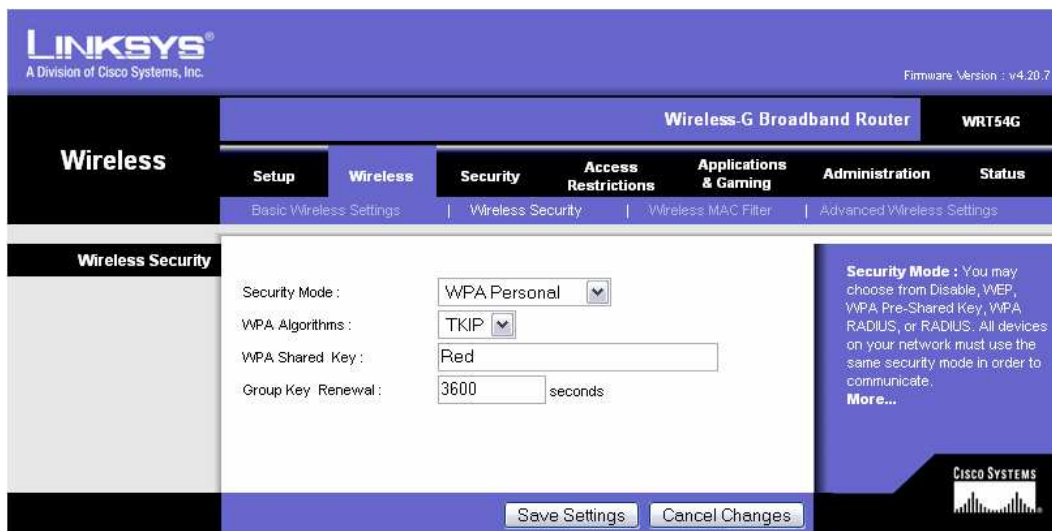 LINKSYS®
A Division of Cisco Systems, Inc.
Firmware Version : v4.20.7
Wireless-G Broadband Router
WRT54G
Wireless
Setup
Wireless
Security
Access Restrictions
Applications & Gaming
Administration
Status
Basic Wireless Settings | Wireless Security | Wireless MAC Filter | Advanced Wireless Settings
Wireless Security
Security Mode : WPA Personal
WPA Algorithms : TKIP
WPA Shared Key : Red
Group Key Renewal : 3600 seconds
Security Mode : You may
choose from Disable, WEP,
WPA Pre-Shared Key, WPA
RADIUS, or RADIUS. All devices
on your network must use the
same security mode in order to
communicate.
More...
Save Settings
Cancel Changes
CISCO SYSTEMS